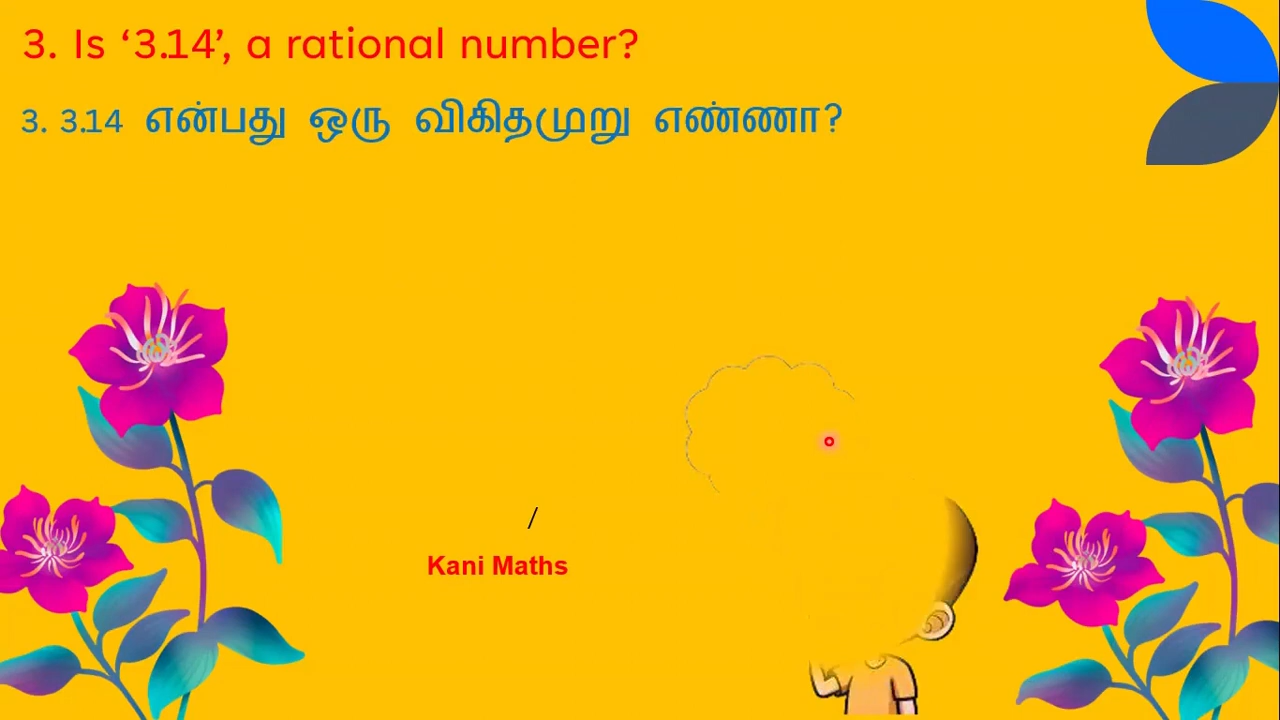 3. Is ‘3.14’, a rational number?
3. 3.14 என்பது ஒரு விகிதமுறு எண்ணா?
/
Kani Maths